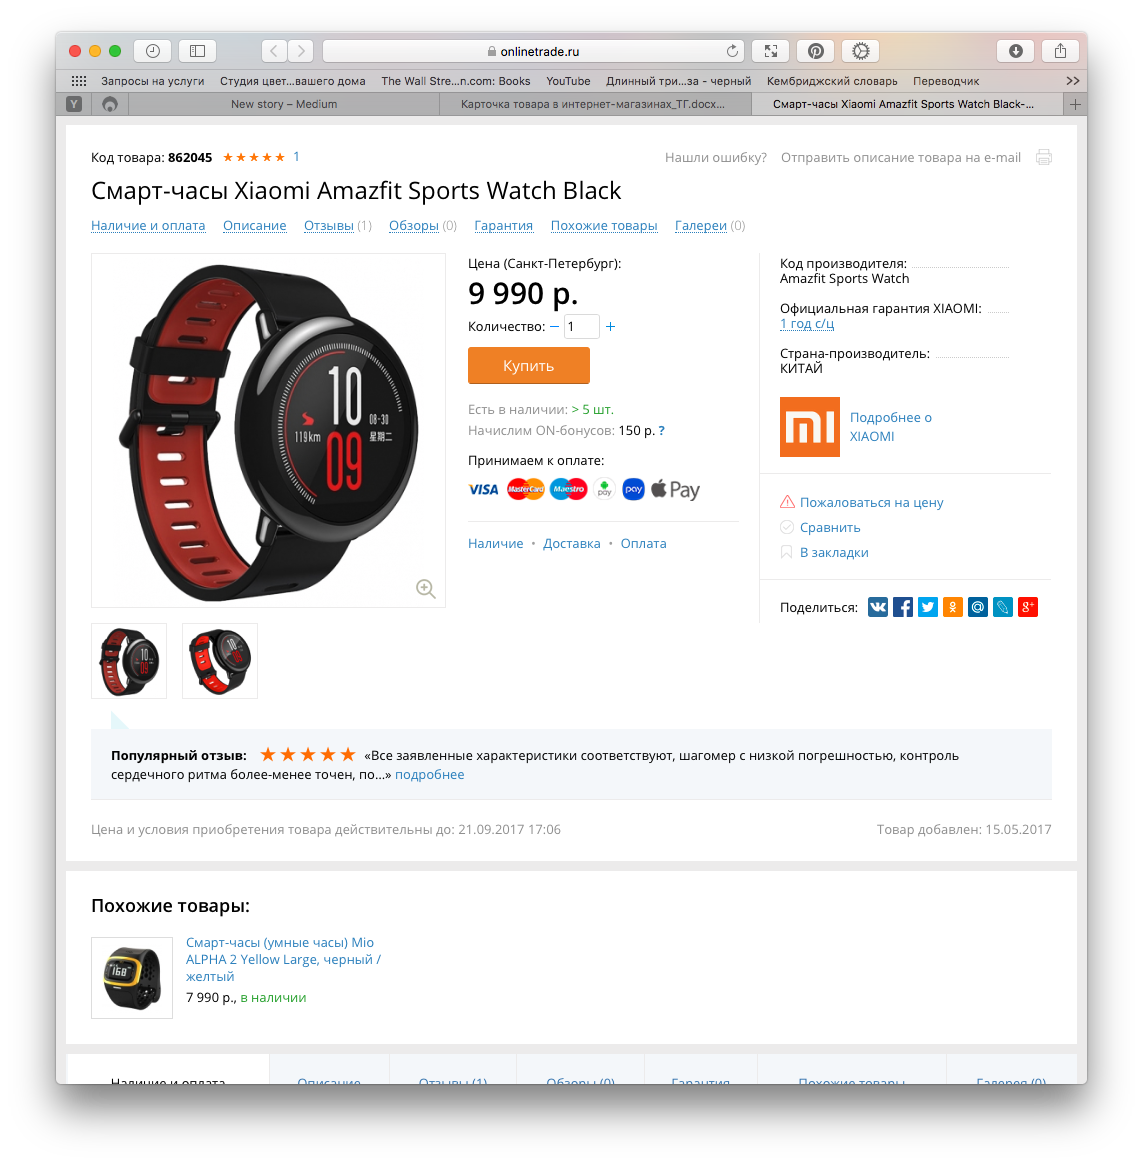 onlinetrade.ru
Запросы на услуги Студия цвет...вашего дома The Wall Stre...n.com: Books YouTube Длинный три...за - черный Кембриджский словарь Переводчик >>
Y New story – Medium Карточка товара в интернет-магазинах_ТГ.docx... Смарт-часы Xiaomi Amazfit Sports Watch Black-... +
Код товара: 862045 ★★★★★ 1 Нашли ошибку? Отправить описание товара на e-mail
Смарт-часы Xiaomi Amazfit Sports Watch Black
Наличие и оплата Описание Отзывы (1) Обзоры (0) Гарантия Похожие товары Галереи (0)
Цена (Санкт-Петербург):
9 990 р.
Количество: − 1 +
Купить
Есть в наличии: > 5 шт.
Начислим ON-бонусов: 150 р. ?
Принимаем к оплате:
VISA MasterCard Maestro pay pay Pay
Наличие • Доставка • Оплата
Код производителя:
Amazfit Sports Watch
Официальная гарантия XIAOMI:
1 год с/ц
Страна-производитель:
КИТАЙ
mi Подробнее о
XIAOMI
Пожаловаться на цену
Сравнить
В закладки
Поделиться:
10
08-30
119km 星期二
09
Популярный отзыв: ★★★★★ «Все заявленные характеристики соответствуют, шагомер с низкой погрешностью, контроль
сердечного ритма более-менее точен, по...» подробнее
Цена и условия приобретения товара действительны до: 21.09.2017 17:06 Товар добавлен: 15.05.2017
Похожие товары:
168
Смарт-часы (умные часы) Mio
ALPHA 2 Yellow Large, черный /
желтый
7 990 р., в наличии
Наличие и оплата Описание Отзывы (1) Обзоры (0) Гарантия Похожие товары Галерея (0)